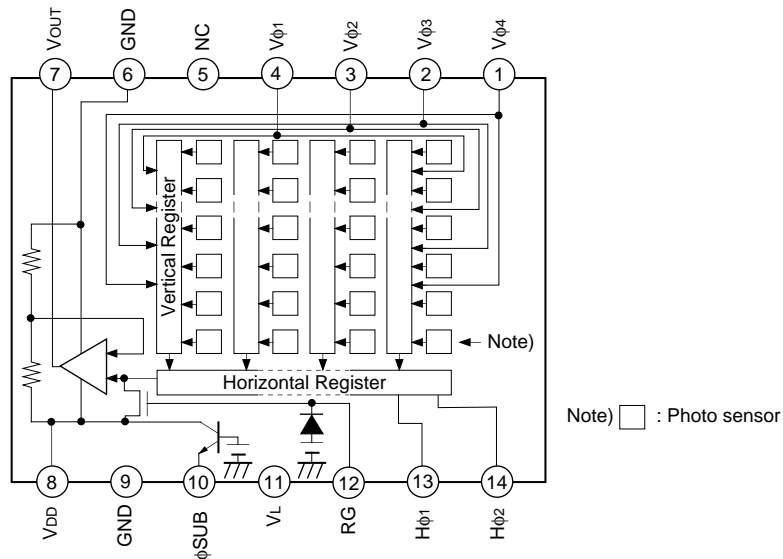 VOUT
GND
NC
Vϕ1
Vϕ2
Vϕ3
Vϕ4
7
6
5
4
3
2
1
Vertical Register
Note)
Horizontal Register
Note) : Photo sensor
8
9
10
11
12
13
14
VDD
GND
ϕSUB
VL
RG
Hϕ1
Hϕ2